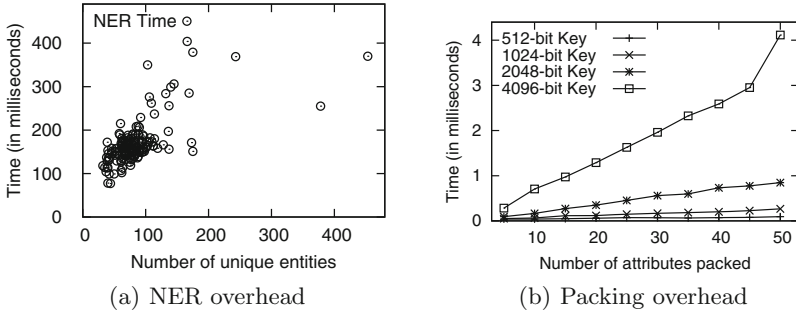 NER Time
400
300
200
100
0
0 100 200 300 400
Time (in milliseconds)
Number of unique entities
(a) NER overhead
512-bit Key
1024-bit Key
2048-bit Key
4096-bit Key
4
3
2
1
0
10 20 30 40 50
Time (in milliseconds)
Number of attributes packed
(b) Packing overhead